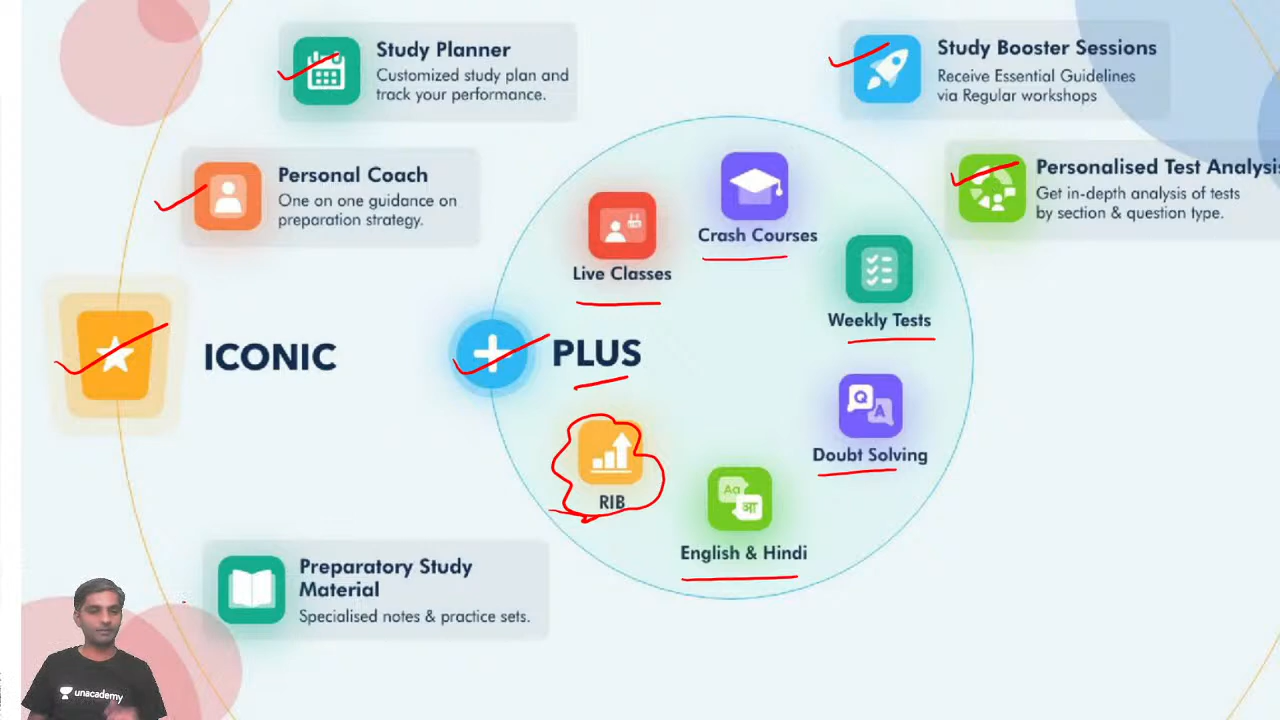 Study Planner
Customized study plan and
track your performance.
Study Booster Sessions
Receive Essential Guidelines
via Regular workshops
Personal Coach
One on one guidance on
preparation strategy.
Personalised Test Analysis
Get in-depth analysis of tests
by section & question type.
Crash Courses
Live Classes
Weekly Tests
ICONIC
PLUS
Q
A
Doubt Solving
RIB
Aa
आ
English & Hindi
Preparatory Study
Material
Specialised notes & practice sets.
unacademy